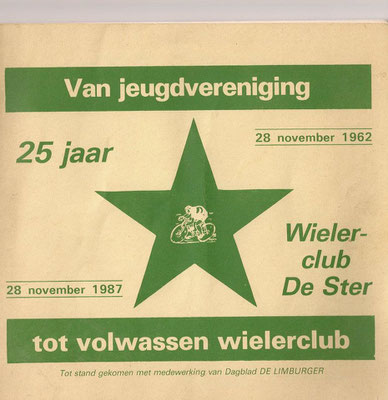 Van jeugdvereniging
28 november 1962
25 jaar
Wieler-
club
De Ster
28 november 1987
tot volwassen wielerclub
Tot stand gekomen met medewerking van Dagblad DE LIMBURGER